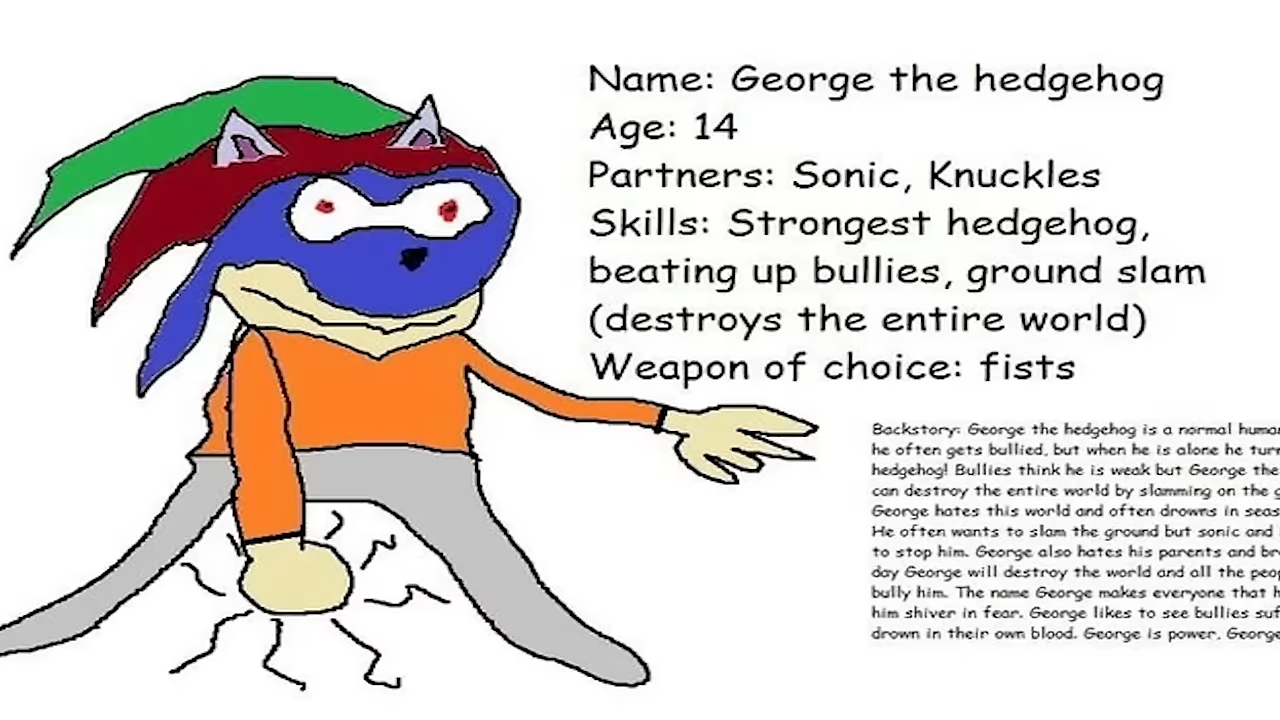 Name: George the hedgehog
Age: 14
Partners: Sonic, Knuckles
Skills: Strongest hedgehog,
beating up bullies, ground slam
(destroys the entire world)
Weapon of choice: fists
Backstory: George the hedgehog is a normal human
he often gets bullied, but when he is alone he turn
hedgehog! Bullies think he is weak but George the
can destroy the entire world by slamming on the g
George hates this world and often drowns in seas
He often wants to slam the ground but sonic and
to stop him. George also hates his parents and br
day George will destroy the world and all the peop
bully him. The name George makes everyone that h
him shiver in fear. George likes to see bullies suf
drown in their own blood. George is power, George